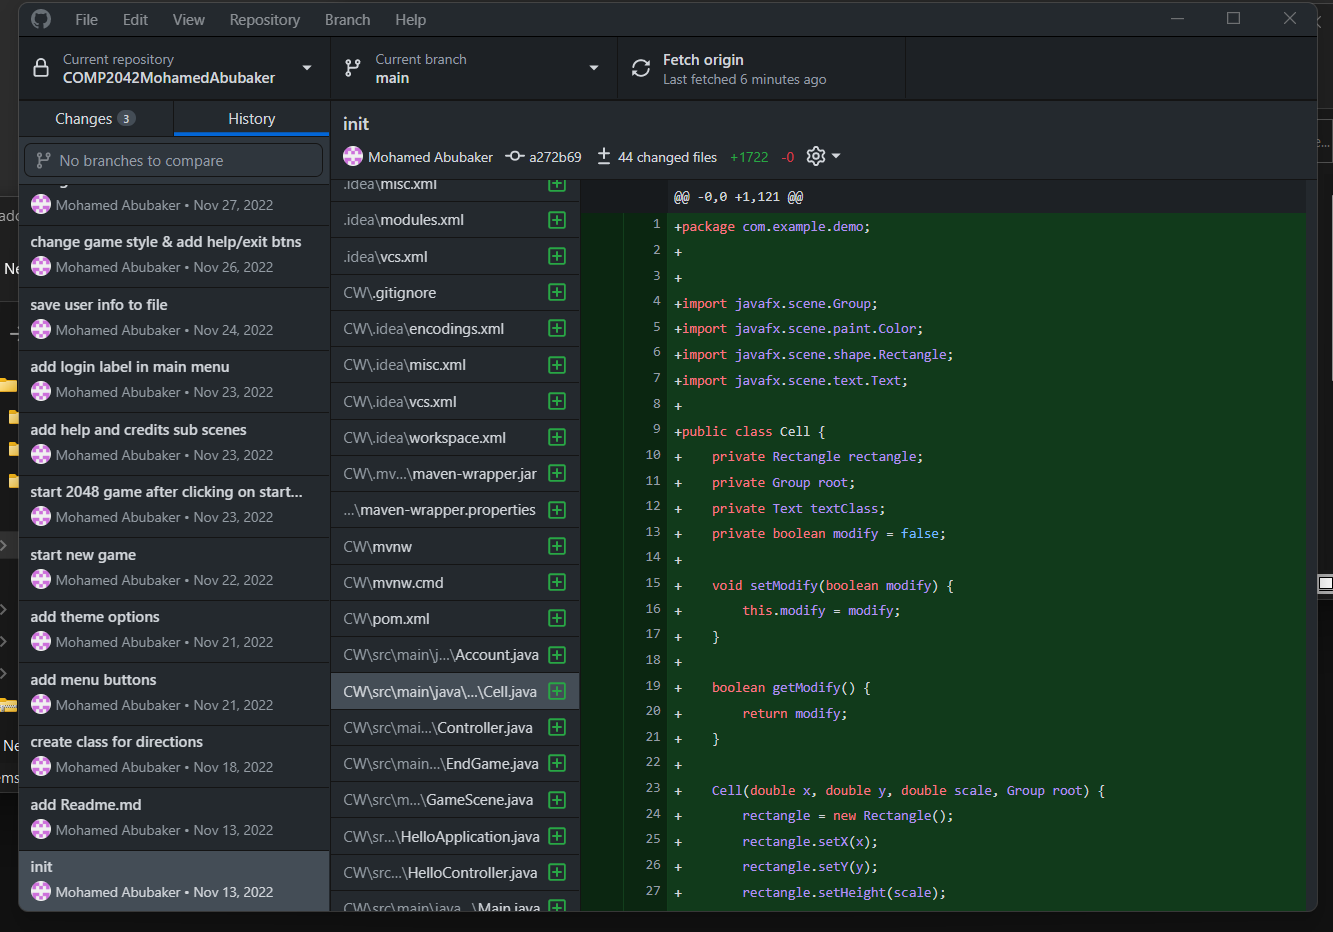 File Edit View Repository Branch Help
Current repository
COMP2042MohamedAbubaker
Current branch
main
Fetch origin
Last fetched 6 minutes ago
Changes 3
History
No branches to compare
Mohamed Abubaker • Nov 27, 2022
change game style & add help/exit btns
Mohamed Abubaker • Nov 26, 2022
save user info to file
Mohamed Abubaker • Nov 24, 2022
add login label in main menu
Mohamed Abubaker • Nov 23, 2022
add help and credits sub scenes
Mohamed Abubaker • Nov 23, 2022
start 2048 game after clicking on start...
Mohamed Abubaker • Nov 23, 2022
start new game
Mohamed Abubaker • Nov 22, 2022
add theme options
Mohamed Abubaker • Nov 21, 2022
add menu buttons
Mohamed Abubaker • Nov 21, 2022
create class for directions
Mohamed Abubaker • Nov 18, 2022
add Readme.md
Mohamed Abubaker • Nov 13, 2022
init
Mohamed Abubaker • Nov 13, 2022
init
Mohamed Abubaker a272b69 44 changed files +1722 -0
.idea\misc.xml
.idea\modules.xml
.idea\vcs.xml
CW\.gitignore
CW\.idea\encodings.xml
CW\.idea\misc.xml
CW\.idea\vcs.xml
CW\.idea\workspace.xml
CW\.mv...\maven-wrapper.jar
...\maven-wrapper.properties
CW\mvnw
CW\mvnw.cmd
CW\pom.xml
CW\src\main\j...\Account.java
CW\src\main\java\...\Cell.java
CW\src\mai...\Controller.java
CW\src\main...\EndGame.java
CW\src\m...\GameScene.java
CW\sr...\HelloApplication.java
CW\src...\HelloController.java
CW\src\main\java...\Main.java
@@ -0,0 +1,121 @@
1 +package com.example.demo;
2 +
3 +
4 +import javafx.scene.Group;
5 +import javafx.scene.paint.Color;
6 +import javafx.scene.shape.Rectangle;
7 +import javafx.scene.text.Text;
8 +
9 +public class Cell {
10 +    private Rectangle rectangle;
11 +    private Group root;
12 +    private Text textClass;
13 +    private boolean modify = false;
14 +
15 +    void setModify(boolean modify) {
16 +        this.modify = modify;
17 +    }
18 +
19 +    boolean getModify() {
20 +        return modify;
21 +    }
22 +
23 +    Cell(double x, double y, double scale, Group root) {
24 +        rectangle = new Rectangle();
25 +        rectangle.setX(x);
26 +        rectangle.setY(y);
27 +        rectangle.setHeight(scale);